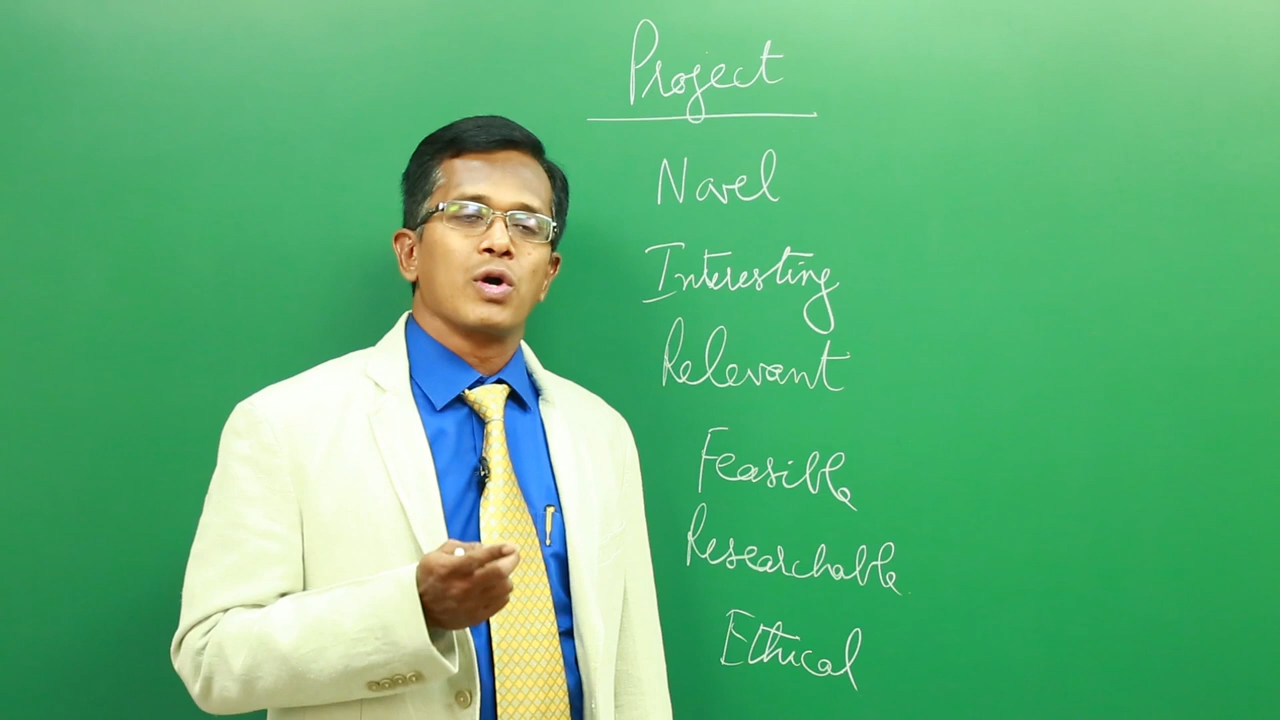 Project
Novel
Interesting
Relevant
Feasible
Researchable
Ethical